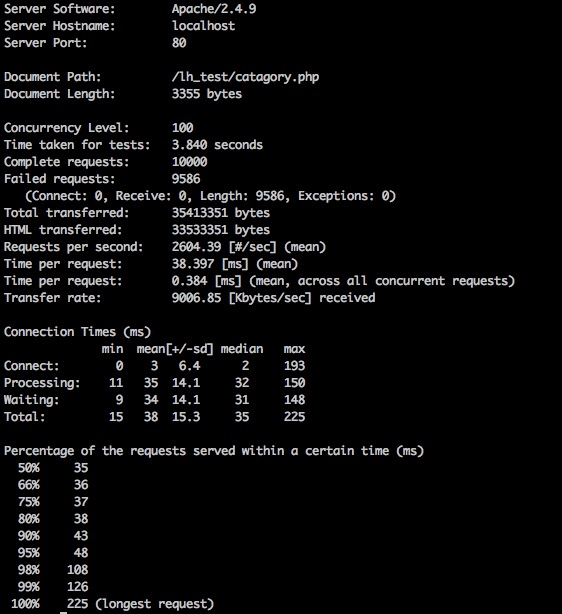 Server Software:        Apache/2.4.9
Server Hostname:        localhost
Server Port:            80

Document Path:          /lh_test/catagory.php
Document Length:        3355 bytes

Concurrency Level:      100
Time taken for tests:   3.840 seconds
Complete requests:      10000
Failed requests:        9586
   (Connect: 0, Receive: 0, Length: 9586, Exceptions: 0)
Total transferred:      35413351 bytes
HTML transferred:       33533351 bytes
Requests per second:    2604.39 [#/sec] (mean)
Time per request:       38.397 [ms] (mean)
Time per request:       0.384 [ms] (mean, across all concurrent requests)
Transfer rate:          9006.85 [Kbytes/sec] received

Connection Times (ms)
              min  mean[+/-sd] median   max
Connect:        0    3   6.4      2     193
Processing:    11   35  14.1     32     150
Waiting:        9   34  14.1     31     148
Total:         15   38  15.3     35     225

Percentage of the requests served within a certain time (ms)
  50%     35
  66%     36
  75%     37
  80%     38
  90%     43
  95%     48
  98%    108
  99%    126
 100%    225 (longest request)